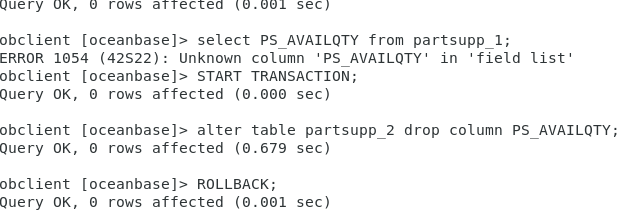 Query OK, 0 rows affected (0.001 sec)
obclient [oceanbase]> select PS_AVAILQTY from partsupp_1;
ERROR 1054 (42S22): Unknown column 'PS_AVAILQTY' in 'field list'
obclient [oceanbase]> START TRANSACTION;
Query OK, 0 rows affected (0.000 sec)
obclient [oceanbase]> alter table partsupp_2 drop column PS_AVAILQTY;
Query OK, 0 rows affected (0.679 sec)
obclient [oceanbase]> ROLLBACK;
Query OK, 0 rows affected (0.001 sec)